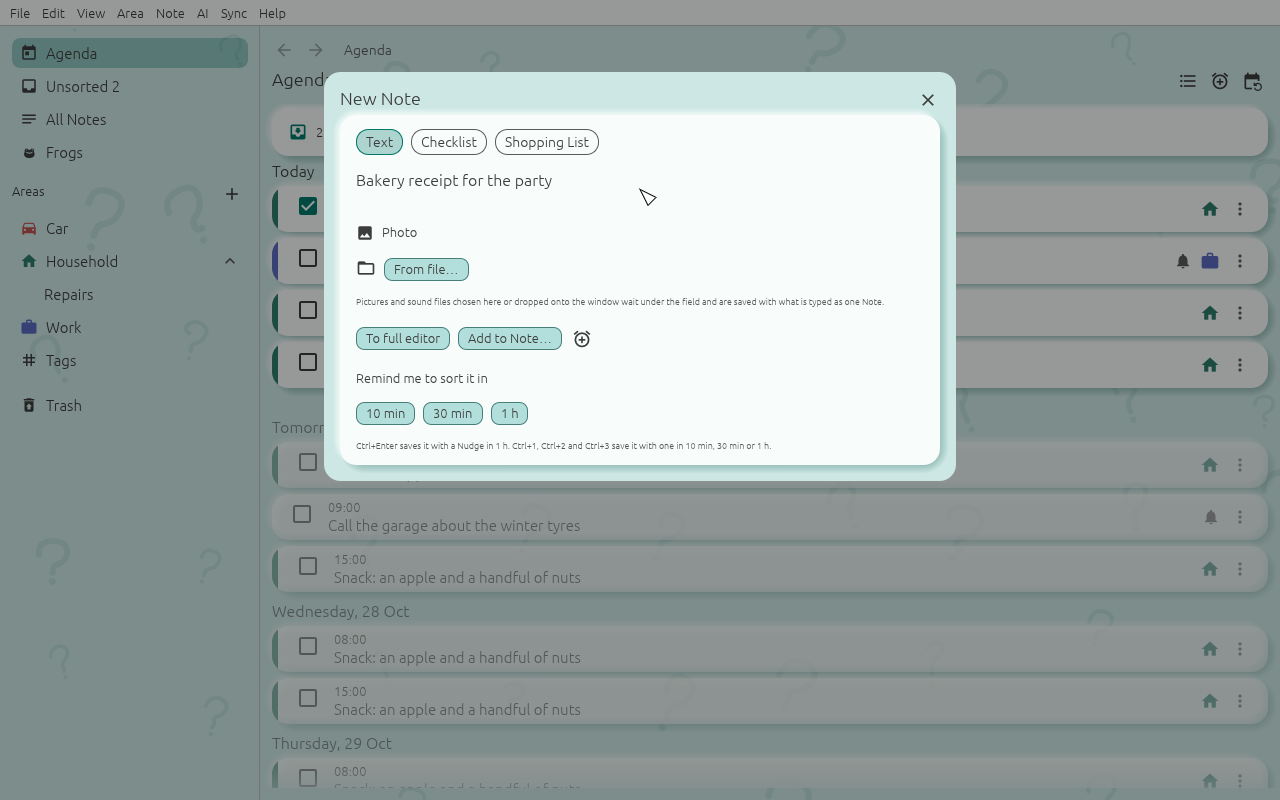 File Edit View Area Note AI Sync Help
Agenda
Unsorted 2
All Notes
Frogs
Areas
Car
Household
Repairs
Work
Tags
Trash
Agenda
Today
New Note
Text Checklist Shopping List
Bakery receipt for the party
Photo
From file…
Pictures and sound files chosen here or dropped onto the window wait under the field and are saved with what is typed as one Note.
To full editor Add to Note…
Remind me to sort it in
10 min 30 min 1 h
Ctrl+Enter saves it with a Nudge in 1 h. Ctrl+1, Ctrl+2 and Ctrl+3 save it with one in 10 min, 30 min or 1 h.
09:00
Call the garage about the winter tyres
15:00
Snack: an apple and a handful of nuts
Wednesday, 28 Oct
08:00
Snack: an apple and a handful of nuts
15:00
Snack: an apple and a handful of nuts
Thursday, 29 Oct
08:00
Snack: an apple and a handful of nuts